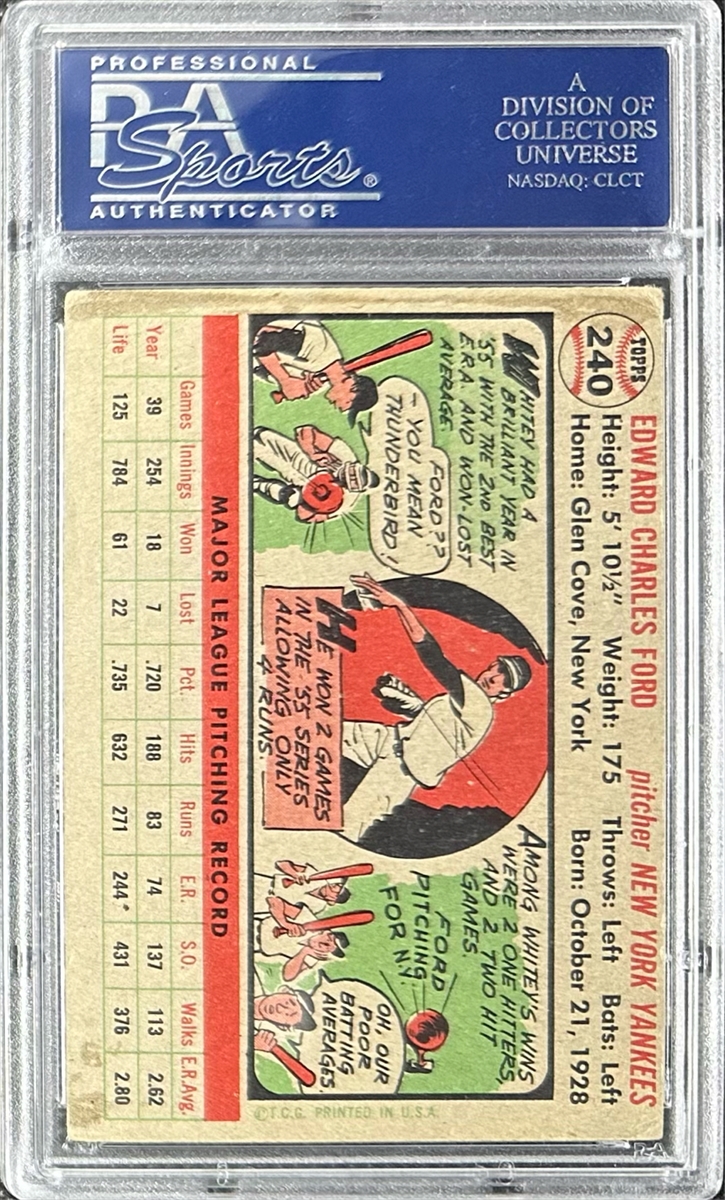 PROFESSIONAL
PSA
Sports®
AUTHENTICATOR
A
DIVISION OF
COLLECTORS
UNIVERSE
NASDAQ: CLCT
TOPPS
240
EDWARD CHARLES FORD pitcher NEW YORK YANKEES
Height: 5' 10½" Weight: 175 Throws: Left Bats: Left
Home: Glen Cove, New York Born: October 21, 1928
WHITEY HAD A
BRILLIANT YEAR IN
'55 WITH THE 2ND BEST
E.R.A. AND WON-LOST
AVERAGE
FORD??
- YOU MEAN
THUNDERBIRD!
HE WON 2 GAMES
IN THE '55 SERIES
ALLOWING ONLY
4 RUNS.
AMONG WHITEY'S WINS
WERE 2 ONE HITTERS,
AND 2 TWO HIT
GAMES.
FORD
PITCHING
FOR N.Y.
OH, OUR
POOR
BATTING
AVERAGES.
MAJOR LEAGUE PITCHING RECORD
Games Innings Won Lost Pct. Hits Runs E.R. S.O. Walks E.R.Avg.
Year 39 254 18 7 .720 188 83 74 137 113 2.62
Life 125 784 61 22 .735 632 271 244* 431 376 2.80
©T.C.G. PRINTED IN U.S.A.
PSA